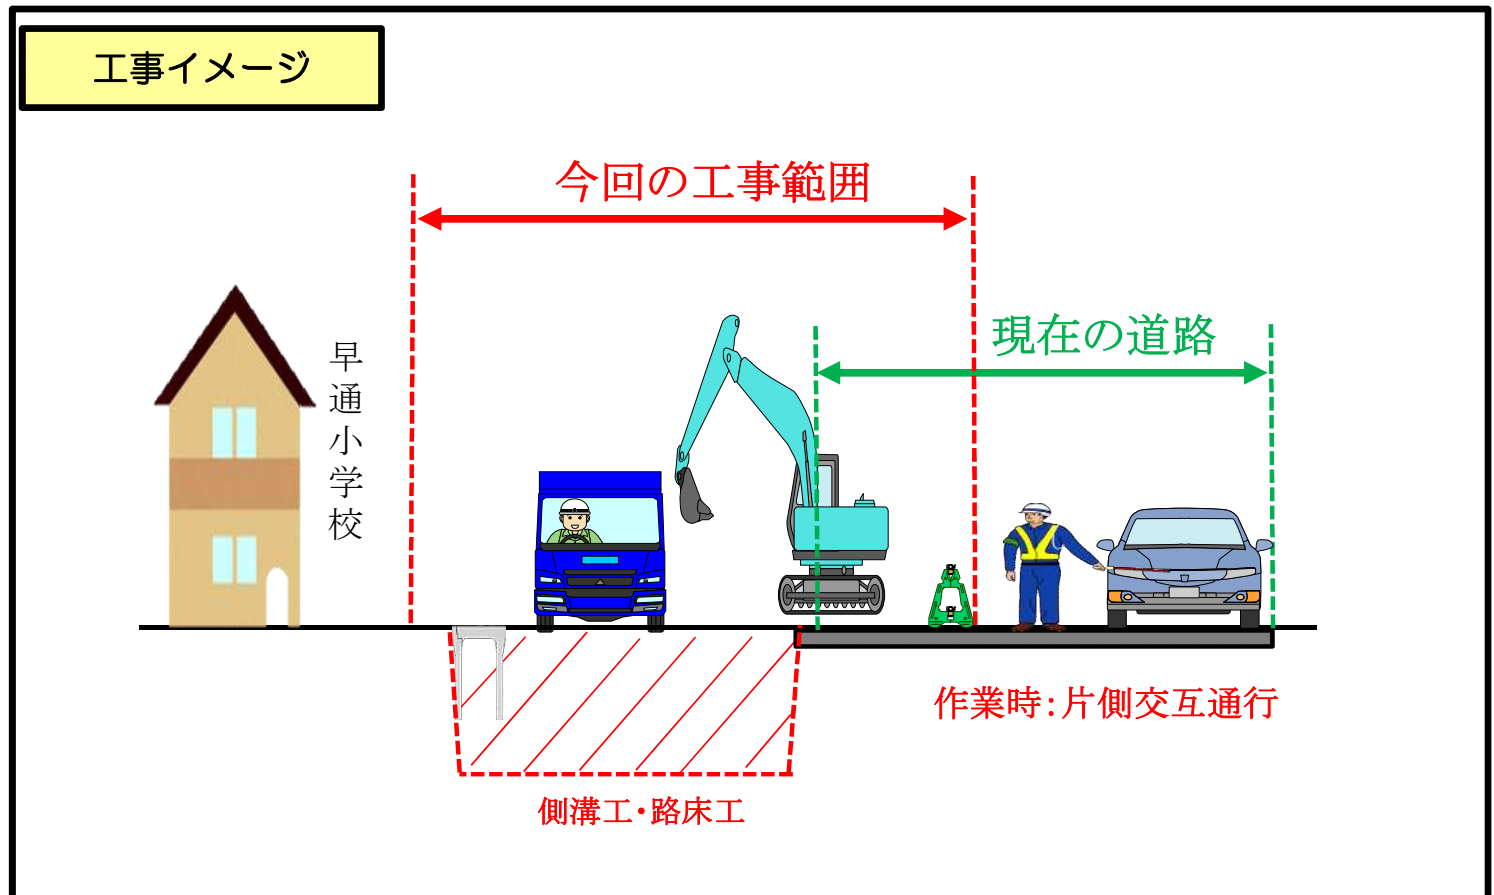 工事イメージ
今回の工事範囲
現在の道路
早通小学校
作業時：片側交互通行
側溝工・路床工